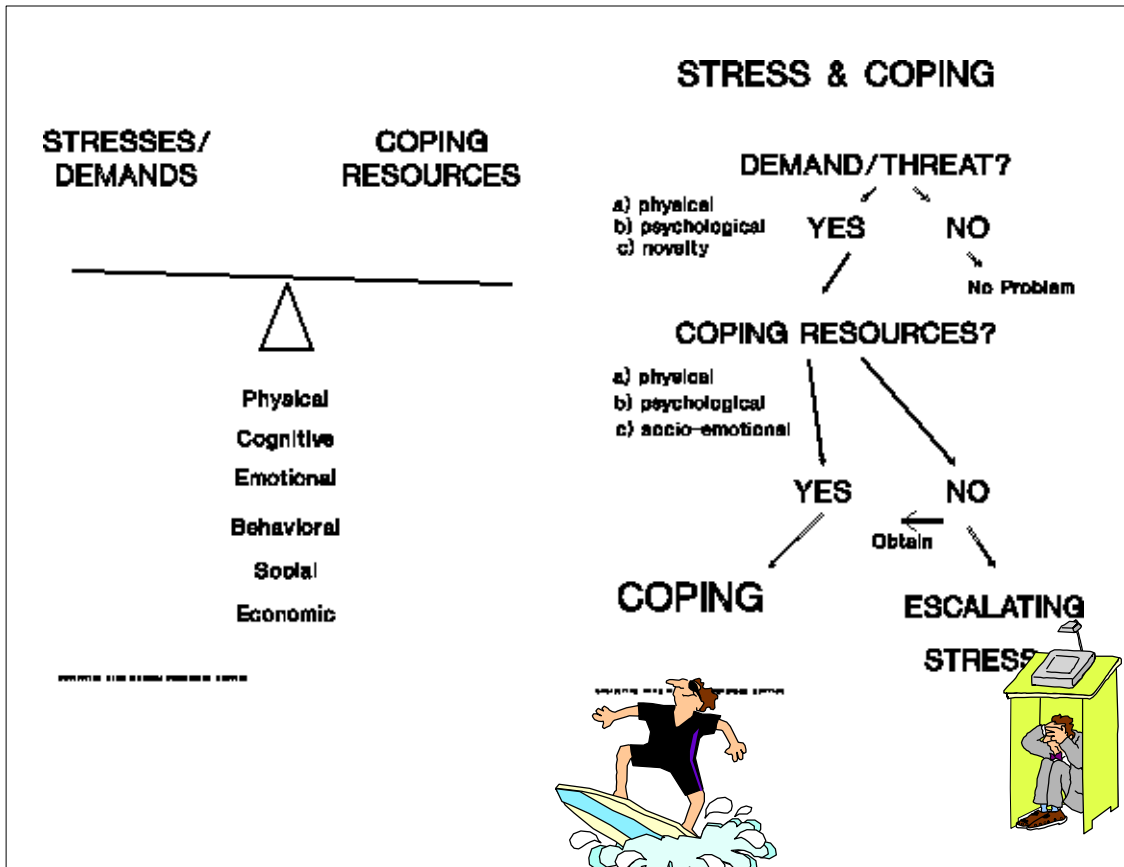 STRESSES/
DEMANDS
COPING
RESOURCES
Physical
Cognitive
Emotional
Behavioral
Social
Economic
STRESS & COPING
DEMAND/THREAT?
a) physical
b) psychological
c) novelty
YES
NO
No Problem
COPING RESOURCES?
a) physical
b) psychological
c) socio-emotional
YES
NO
Obtain
COPING
ESCALATING
STRESS